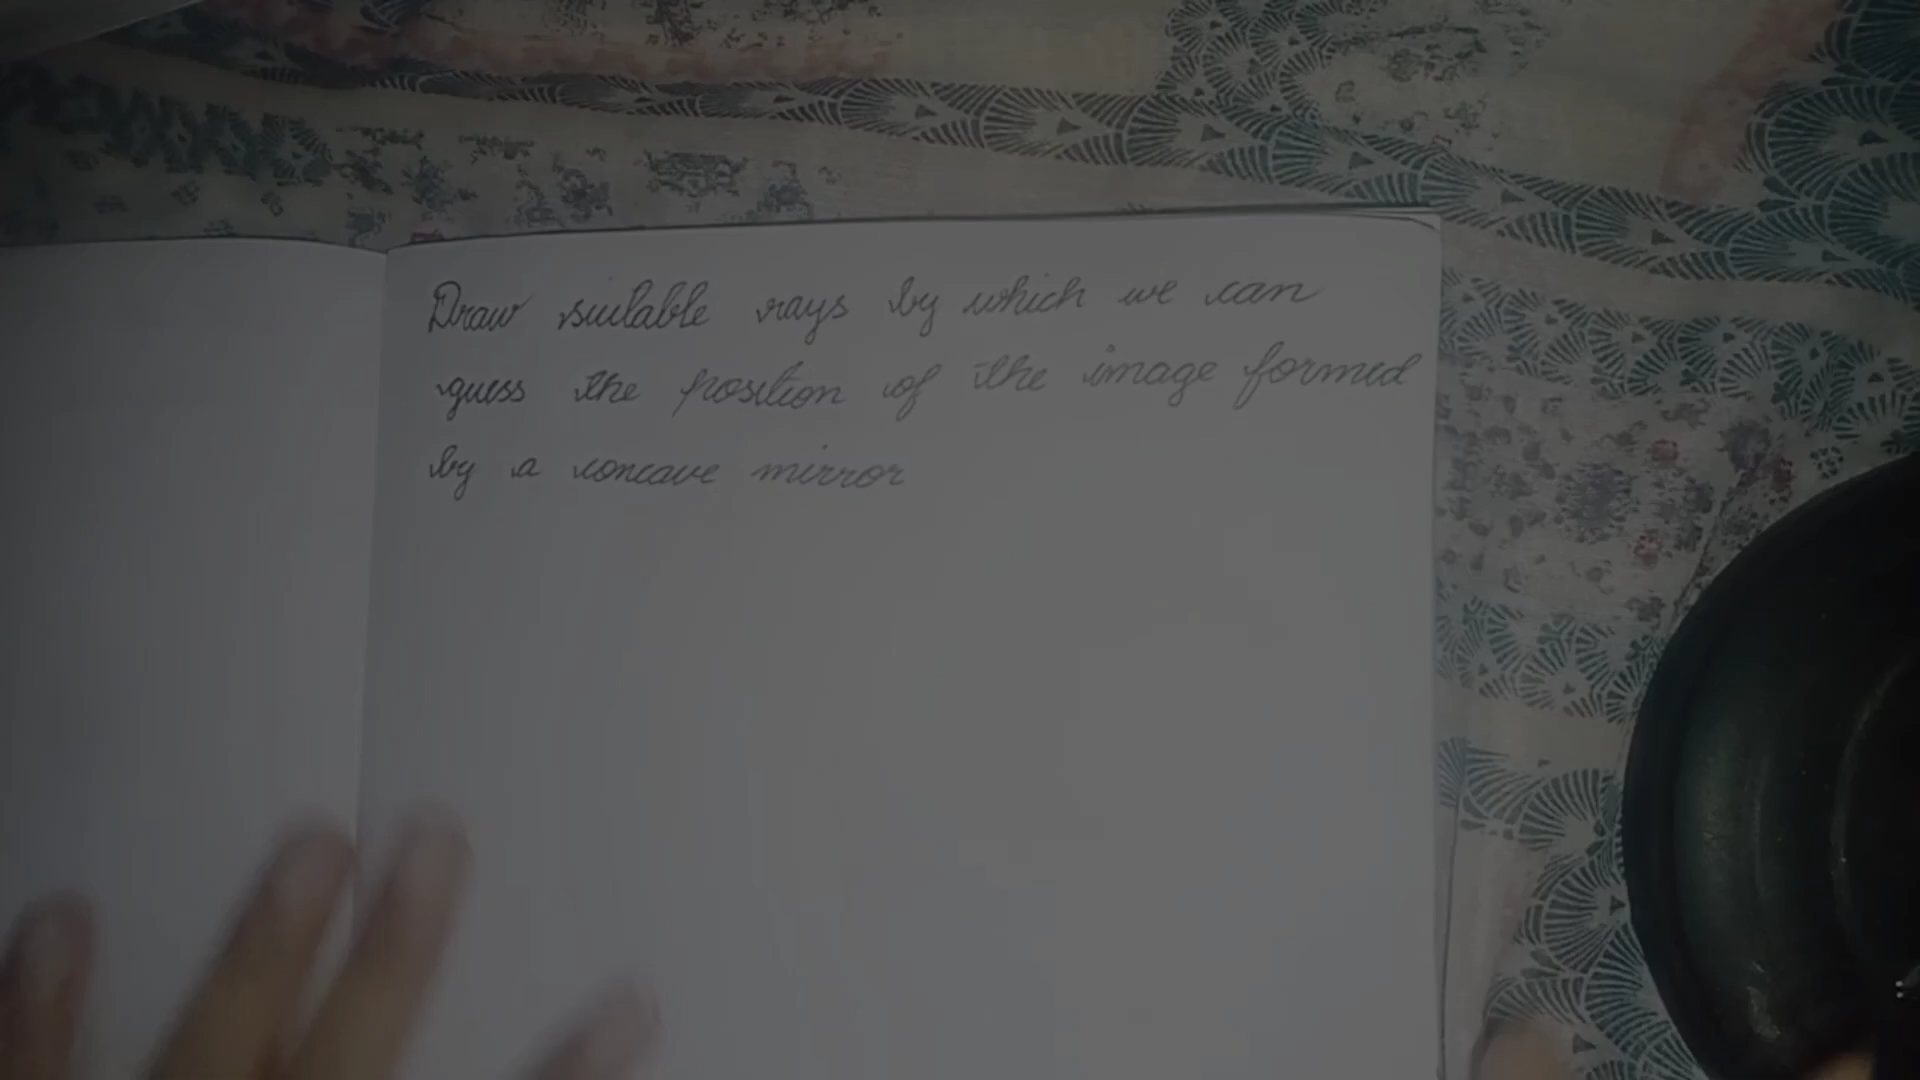 Draw suitable rays by which we can
guess the position of the image formed
by a concave mirror